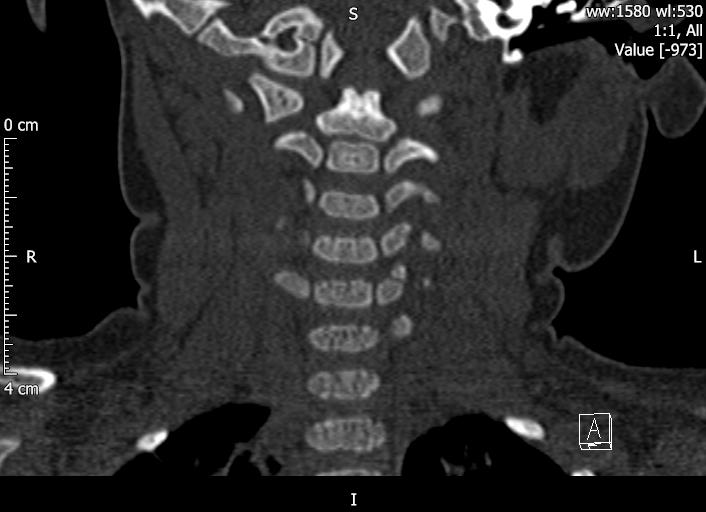 S
ww:1580 wl:530
1:1, All
Value [-973]
0 cm
R
L
4 cm
A
I